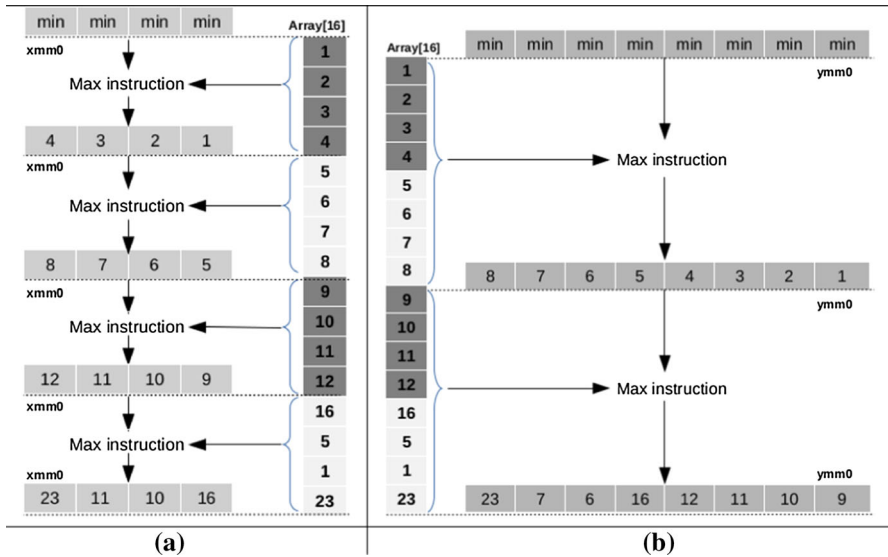 min min min min
Array[16]
xmm0
1
2
3
4
Max instruction
4 3 2 1
xmm0
5
6
7
8
Max instruction
8 7 6 5
xmm0
9
10
11
12
Max instruction
12 11 10 9
xmm0
16
5
1
23
Max instruction
xmm0
23 11 10 16
(a)
min min min min min min min min
Array[16]
ymm0
1
2
3
4
5
6
7
8
Max instruction
8 7 6 5 4 3 2 1
ymm0
9
10
11
12
16
5
1
23
Max instruction
ymm0
23 7 6 16 12 11 10 9
(b)